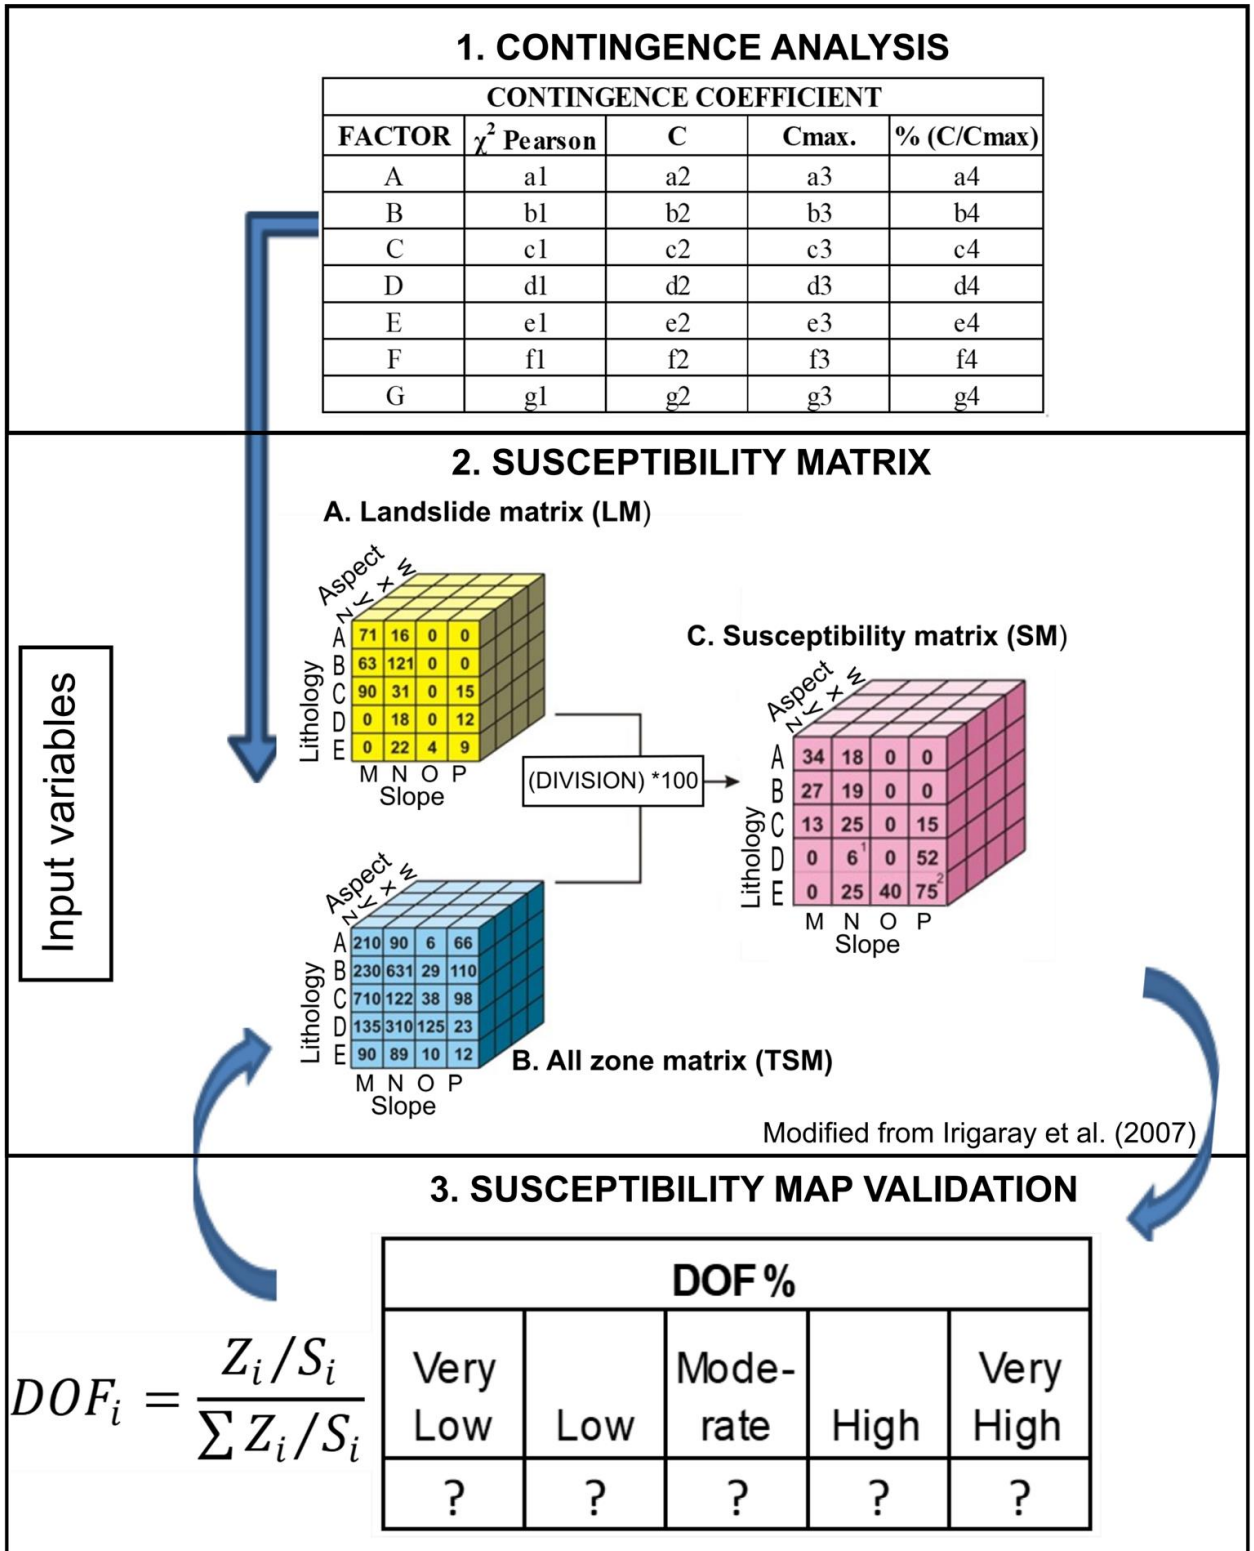 1. CONTINGENCE ANALYSIS
CONTINGENCE COEFFICIENT
FACTOR χ² Pearson C Cmax. % (C/Cmax)
A a1 a2 a3 a4
B b1 b2 b3 b4
C c1 c2 c3 c4
D d1 d2 d3 d4
E e1 e2 e3 e4
F f1 f2 f3 f4
G g1 g2 g3 g4
Input variables
2. SUSCEPTIBILITY MATRIX
A. Landslide matrix (LM)
Aspect
Z Y X W
Lithology
A 71 16 0 0
B 63 121 0 0
C 90 31 0 15
D 0 18 0 12
E 0 22 4 9
M N O P
Slope
(DIVISION) *100
C. Susceptibility matrix (SM)
Aspect
Z Y X W
Lithology
A 34 18 0 0
B 27 19 0 0
C 13 25 0 15
D 0 6¹ 0 52
E 0 25 40 75²
M N O P
Slope
Aspect
Z Y X W
Lithology
A 210 90 6 66
B 230 631 29 110
C 710 122 38 98
D 135 310 125 23
E 90 89 10 12
M N O P
Slope
B. All zone matrix (TSM)
Modified from Irigaray et al. (2007)
3. SUSCEPTIBILITY MAP VALIDATION
DOFᵢ = Zᵢ/Sᵢ
∑ Zᵢ/Sᵢ
DOF %
Very Low Low Mode-rate High Very High
? ? ? ? ?